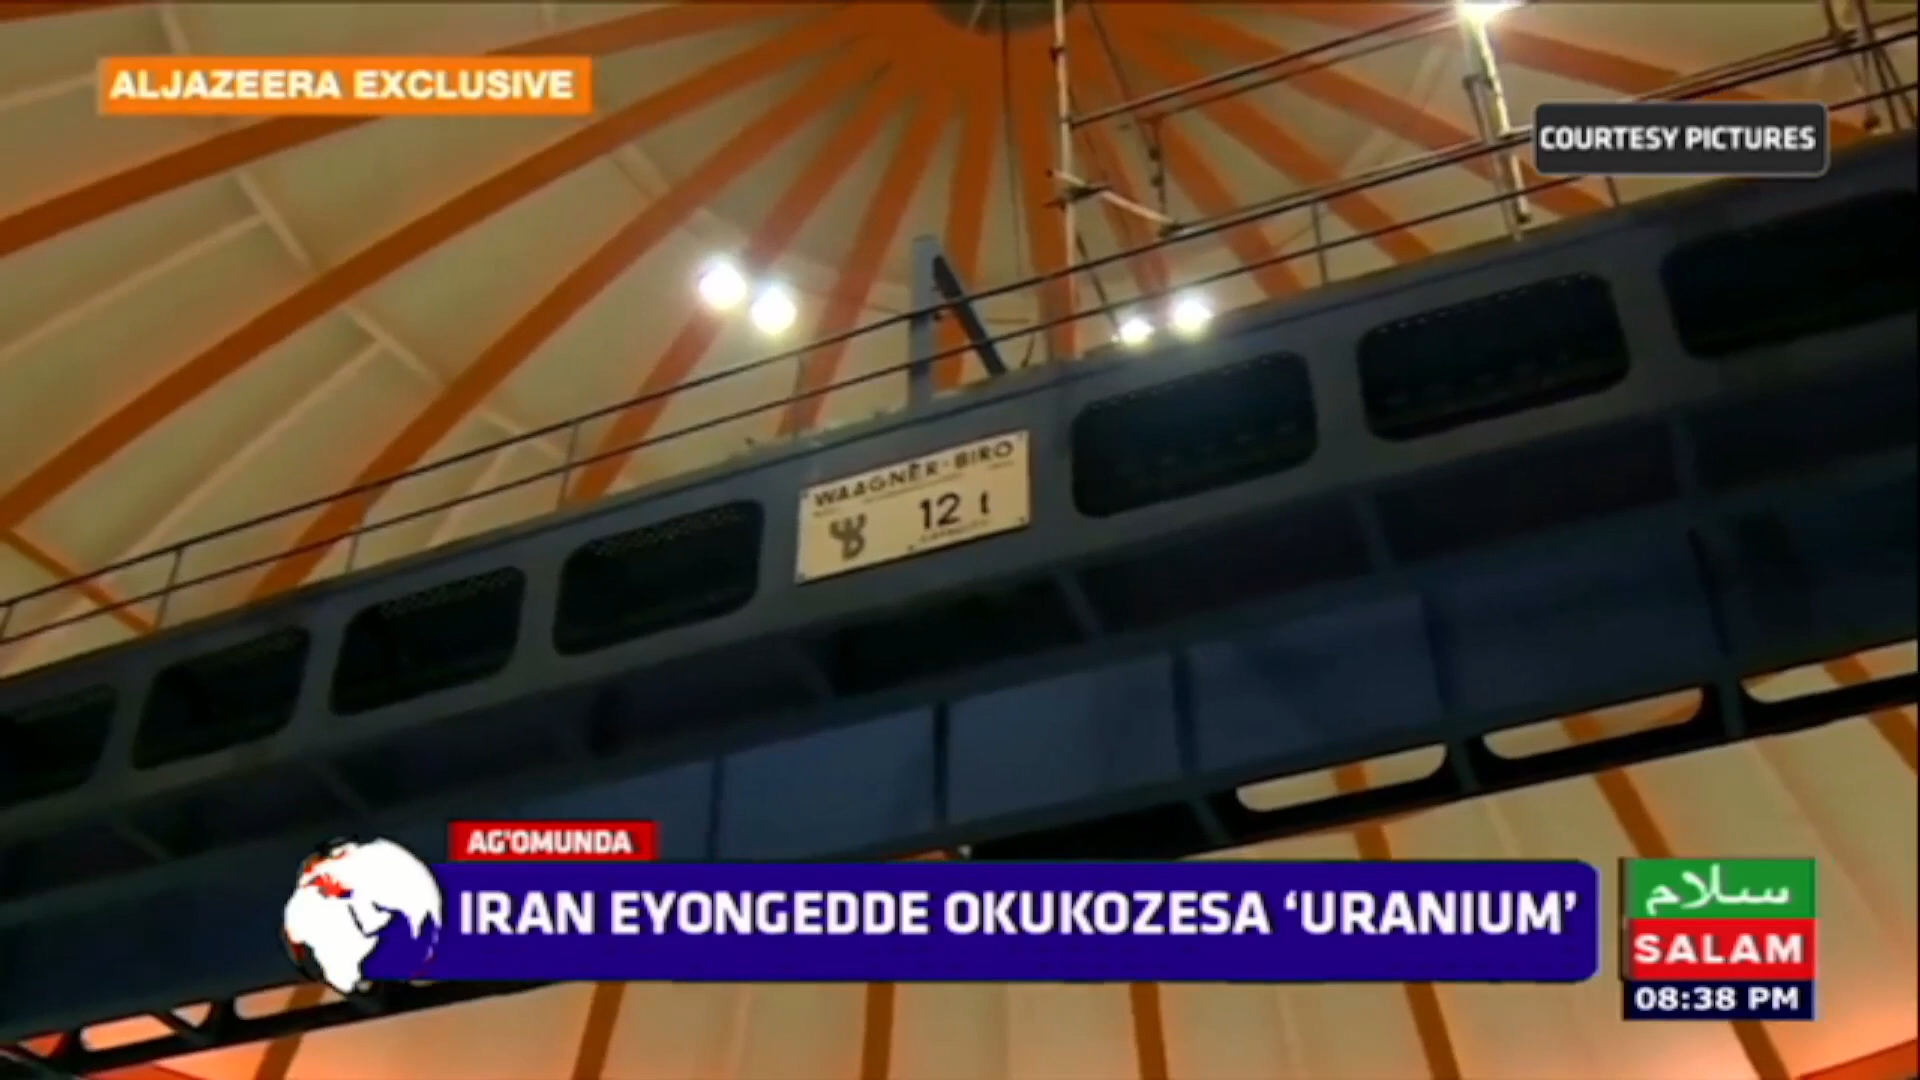 ALJAZEERA EXCLUSIVE
COURTESY PICTURES
WAAGNER-BIRO
12 t
AG'OMUNDA
IRAN EYONGEDDE OKUKOZESA ‘URANIUM’
سلام
SALAM
08:38 PM